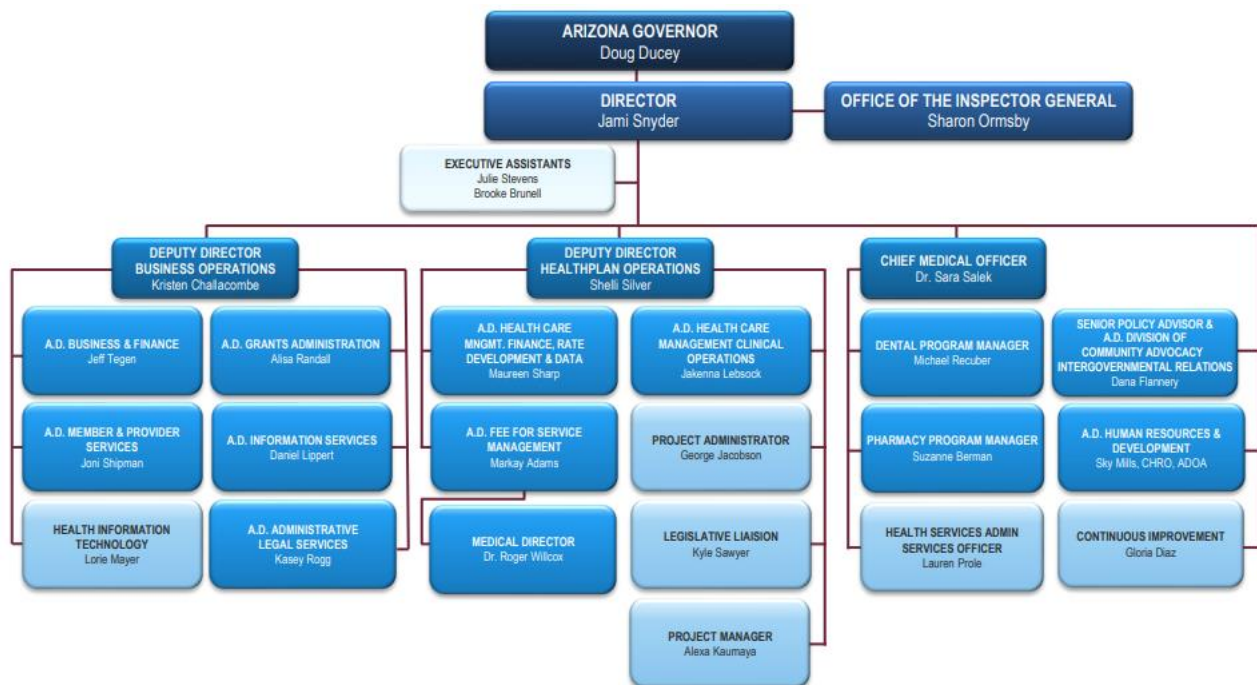 ARIZONA GOVERNOR
Doug Ducey
DIRECTOR
Jami Snyder
OFFICE OF THE INSPECTOR GENERAL
Sharon Ormsby
EXECUTIVE ASSISTANTS
Julie Stevens
Brooke Brunell
DEPUTY DIRECTOR
BUSINESS OPERATIONS
Kristen Challacombe
A.D. BUSINESS & FINANCE
Jeff Tegen
A.D. GRANTS ADMINISTRATION
Alisa Randall
A.D. MEMBER & PROVIDER
SERVICES
Joni Shipman
A.D. INFORMATION SERVICES
Daniel Lippert
HEALTH INFORMATION
TECHNOLOGY
Lorie Mayer
A.D. ADMINISTRATIVE
LEGAL SERVICES
Kasey Rogg
DEPUTY DIRECTOR
HEALTHPLAN OPERATIONS
Shelli Silver
A.D. HEALTH CARE
MNGMT. FINANCE, RATE
DEVELOPMENT & DATA
Maureen Sharp
A.D. HEALTH CARE
MANAGEMENT CLINICAL
OPERATIONS
Jakenna Lebsock
A.D. FEE FOR SERVICE
MANAGEMENT
Markay Adams
PROJECT ADMINISTRATOR
George Jacobson
MEDICAL DIRECTOR
Dr. Roger Willcox
LEGISLATIVE LIAISION
Kyle Sawyer
PROJECT MANAGER
Alexa Kaumaya
CHIEF MEDICAL OFFICER
Dr. Sara Salek
DENTAL PROGRAM MANAGER
Michael Recuber
SENIOR POLICY ADVISOR &
A.D. DIVISION OF
COMMUNITY ADVOCACY
INTERGOVERNMENTAL RELATIONS
Dana Flannery
PHARMACY PROGRAM MANAGER
Suzanne Berman
A.D. HUMAN RESOURCES &
DEVELOPMENT
Sky Mills, CHRO, ADOA
HEALTH SERVICES ADMIN
SERVICES OFFICER
Lauren Prole
CONTINUOUS IMPROVEMENT
Gloria Diaz